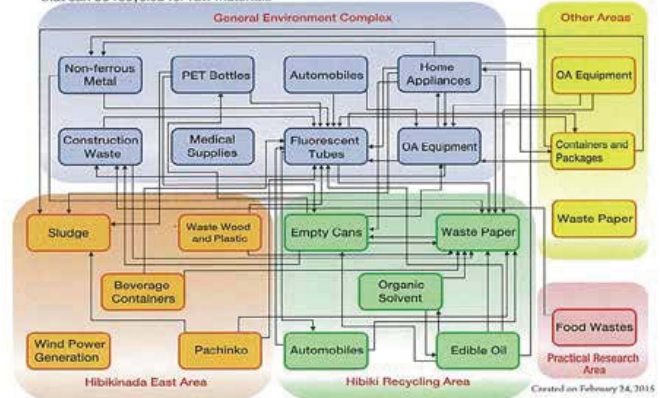 General Environment Complex
Other Areas
Non-ferrous
Metal
PET Bottles
Automobiles
Home
Appliances
OA Equipment
Construction
Waste
Medical
Supplies
Fluorescent
Tubes
OA Equipment
Containers and
Packages
Sludge
Waste Wood
and Plastic
Empty Cans
Waste Paper
Waste Paper
Beverage
Containers
Organic
Solvent
Food Wastes
Wind Power
Generation
Pachinko
Automobiles
Edible Oil
Practical Research
Area
Hibikinada East Area
Hibiki Recycling Area
Created on February 24, 2015